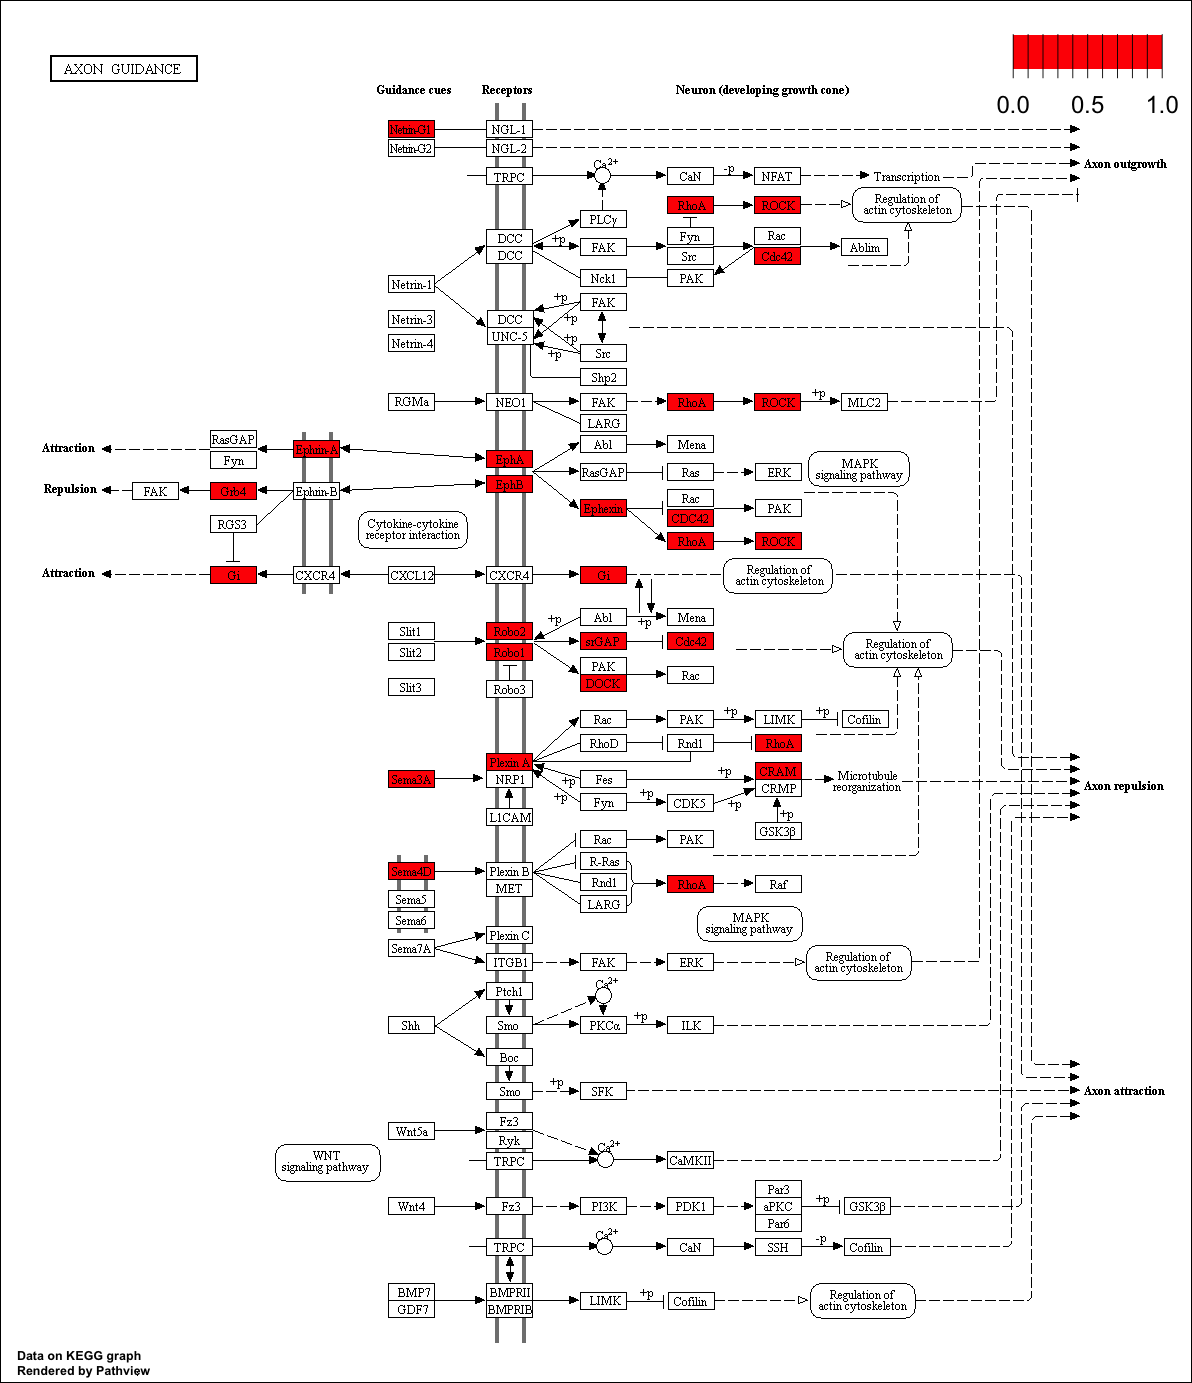 AXON GUIDANCE
0.0 0.5 1.0
Guidance cues Receptors Neuron (developing growth cone)
Netrin-G1 NGL-1
Netrin-G2 NGL-2
Axon outgrowth
Ca2+
TRPC CaN -p NFAT Transcription
RhoA ROCK Regulation of
actin cytoskeleton
PLCγ
DCC +p Fyn Rac
DCC FAK Src Cdc42 Ablim
Netrin-1 Nck1 PAK
+p FAK
Netrin-3 DCC +p
UNC-5 +p
Netrin-4 +p Src
Shp2
RGMa NEO1 FAK RhoA ROCK +p MLC2
LARG
Attraction RasGAP Ephrin-A EphA Abl Mena
Fyn
MAPK
signaling pathway
RasGAP Ras ERK
Repulsion FAK Grb4 Ephrin-B EphB
Rac
Ephexin CDC42 PAK
RGS3 Cytokine-cytokine
receptor interaction
RhoA ROCK
Attraction Gi CXCR4 CXCL12 CXCR4 Gi Regulation of
actin cytoskeleton
+p Abl +p Mena
Slit1 Robo2 srGAP Cdc42
Slit2 Robo1 Regulation of
actin cytoskeleton
PAK
DOCK Rac
Slit3 Robo3
Rac PAK +p LIMK +p Cofilin
RhoD Rnd1 RhoA
Plexin A
Sema3A NRP1 +p Fes +p CRAM Microtubule
reorganization
CRMP
Axon repulsion
+p Fyn CDK5 +p
+p
L1CAM GSK3β
Rac PAK
R-Ras
Sema4D Plexin B Rnd1 RhoA Raf
MET
Sema5 LARG
Sema6 MAPK
signaling pathway
Plexin C
Sema7A
ITGB1 FAK ERK Regulation of
actin cytoskeleton
Ca2+
Ptch1
Shh Smo PKCα +p ILK
Boc
Smo +p SFK Axon attraction
Fz3
Wnt5a Ryk Ca2+
WNT
signaling pathway
TRPC CaMKII
Wnt4 Fz3 PI3K PDK1 Par3
aPKC +p GSK3β
Par6
Ca2+
TRPC CaN SSH -p Cofilin
BMP7 BMPRII LIMK +p Cofilin Regulation of
actin cytoskeleton
GDF7 BMPRIB
Data on KEGG graph
Rendered by Pathview